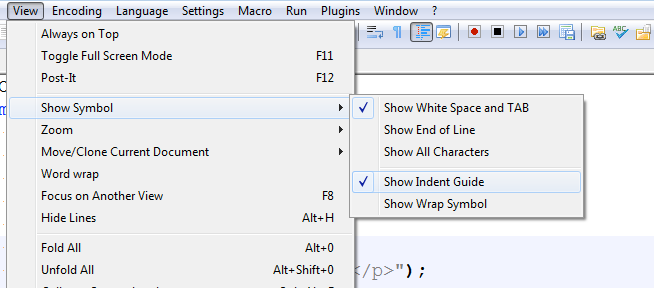 View Encoding Language Settings Macro Run Plugins Window ?
Always on Top
Toggle Full Screen Mode F11
Post-It F12
Show Symbol
Zoom
Move/Clone Current Document
Word wrap
Focus on Another View F8
Hide Lines Alt+H
Fold All Alt+0
Unfold All Alt+Shift+0
Show White Space and TAB
Show End of Line
Show All Characters
Show Indent Guide
Show Wrap Symbol
</p>");